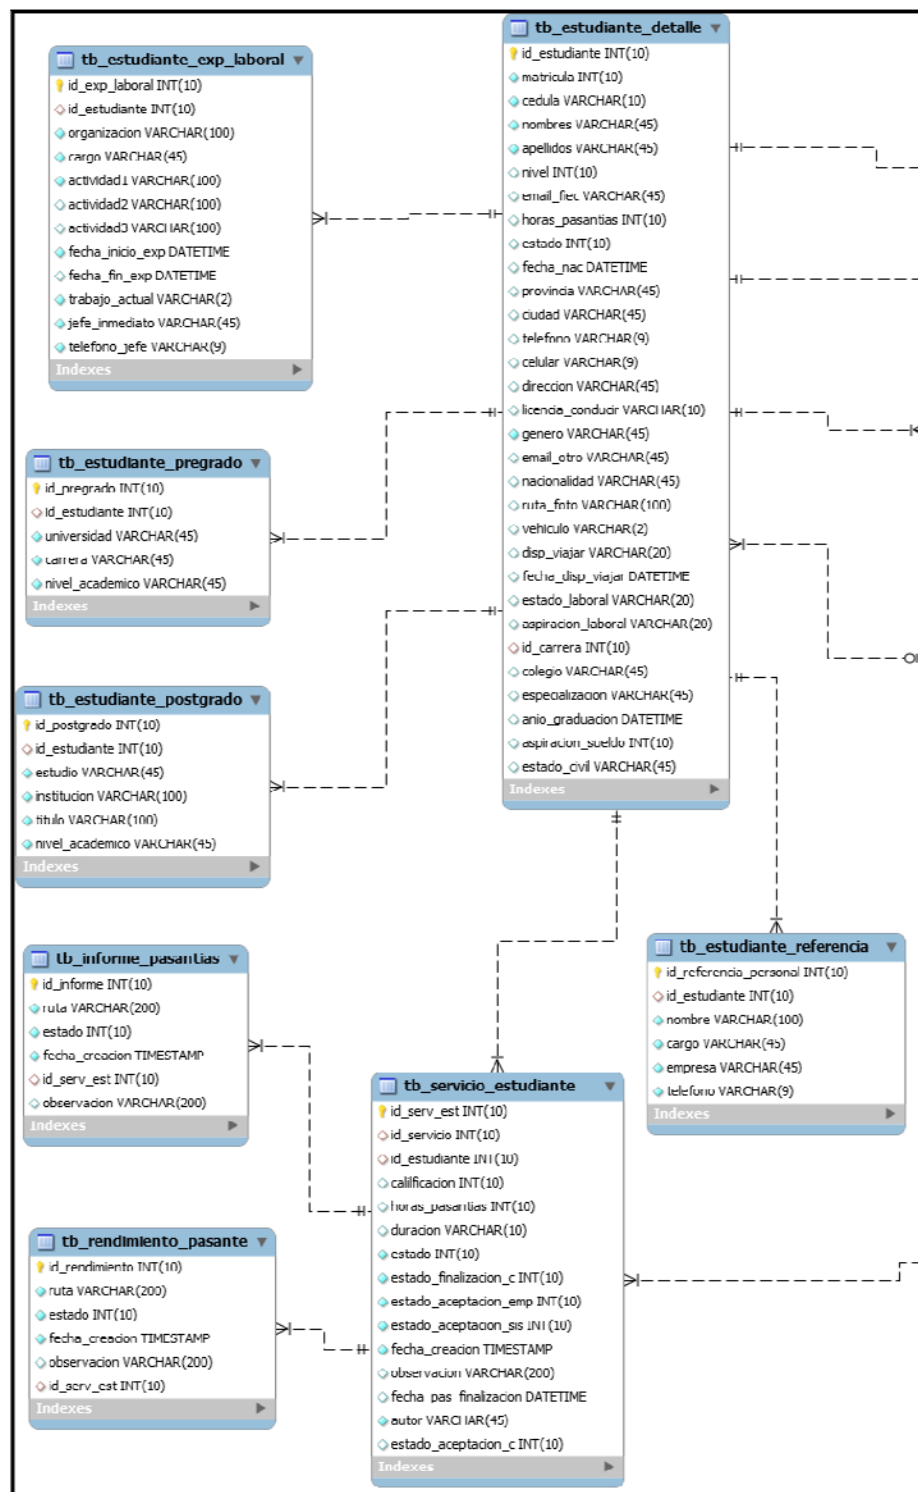 tb_estudiante_detalle
id_estudiante INT(10)
matricula INT(10)
cedula VARCHAR(10)
nombres VARCHAR(45)
apellidos VARCHAR(45)
nivel INT(10)
email_fiec VARCHAR(45)
horas_pasantias INT(10)
estado INT(10)
fecha_nac DATETIME
provincia VARCHAR(45)
ciudad VARCHAR(45)
telefono VARCHAR(9)
celular VARCHAR(9)
direccion VARCHAR(45)
licencia_conducir VARCHAR(10)
genero VARCHAR(45)
email_otro VARCHAR(45)
nacionalidad VARCHAR(45)
ruta_foto VARCHAR(100)
vehiculo VARCHAR(2)
disp_viajar VARCHAR(20)
fecha_disp_viajar DATETIME
estado_laboral VARCHAR(20)
aspiracion_laboral VARCHAR(20)
id_carrera INT(10)
colegio VARCHAR(45)
especializacion VARCHAR(45)
anio_graduacion DATETIME
aspiracion_sueldo INT(10)
estado_civil VARCHAR(45)
Indexes
tb_estudiante_exp_laboral
id_exp_laboral INT(10)
id_estudiante INT(10)
organizacion VARCHAR(100)
cargo VARCHAR(45)
actividad1 VARCHAR(100)
actividad2 VARCHAR(100)
actividad3 VARCHAR(100)
fecha_inicio_exp DATETIME
fecha_fin_exp DATETIME
trabajo_actual VARCHAR(2)
jefe_inmediato VARCHAR(45)
telefono_jefe VARCHAR(9)
Indexes
tb_estudiante_pregrado
id_pregrado INT(10)
id_estudiante INT(10)
universidad VARCHAR(45)
carrera VARCHAR(45)
nivel_academico VARCHAR(45)
Indexes
tb_estudiante_postgrado
id_postgrado INT(10)
id_estudiante INT(10)
estudio VARCHAR(45)
institucion VARCHAR(100)
titulo VARCHAR(100)
nivel_academico VARCHAR(45)
Indexes
tb_informe_pasantias
id_informe INT(10)
ruta VARCHAR(200)
estado INT(10)
fecha_creacion TIMESTAMP
id_serv_est INT(10)
observacion VARCHAR(200)
Indexes
tb_estudiante_referencia
id_referencia_personal INT(10)
id_estudiante INT(10)
nombre VARCHAR(100)
cargo VARCHAR(45)
empresa VARCHAR(45)
telefono VARCHAR(9)
Indexes
tb_servicio_estudiante
id_serv_est INT(10)
id_servicio INT(10)
id_estudiante INT(10)
calilficacion INT(10)
horas_pasantias INT(10)
duracion VARCHAR(10)
estado INT(10)
estado_finalizacion_c INT(10)
estado_aceptacion_emp INT(10)
estado_aceptacion_sis INT(10)
fecha_creacion TIMESTAMP
observacion VARCHAR(200)
fecha_pas_finalizacion DATETIME
autor VARCHAR(45)
estado_aceptacion_c INT(10)
Indexes
tb_rendimiento_pasante
id_rendimiento INT(10)
ruta VARCHAR(200)
estado INT(10)
fecha_creacion TIMESTAMP
observacion VARCHAR(200)
id_serv_est INT(10)
Indexes